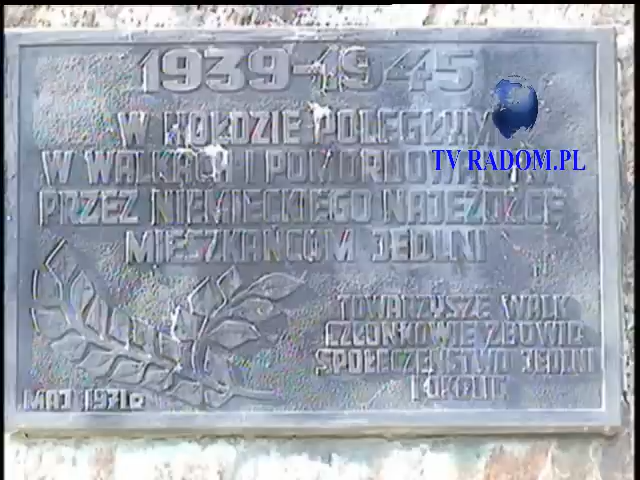 1939-1945
W HOŁDZIE POLEGŁYM
W WALKACH I POMORDOWANYM
PRZEZ NIEMIECKIEGO NAJEŹDŹCĘ
MIESZKAŃCOM JEDLNI
TOWARZYSZE WALK
CZŁONKOWIE ZBOWID
SPOŁECZEŃSTWO JEDLNI
I OKOLIC
MAJ 1971 R
TV RADOM.PL